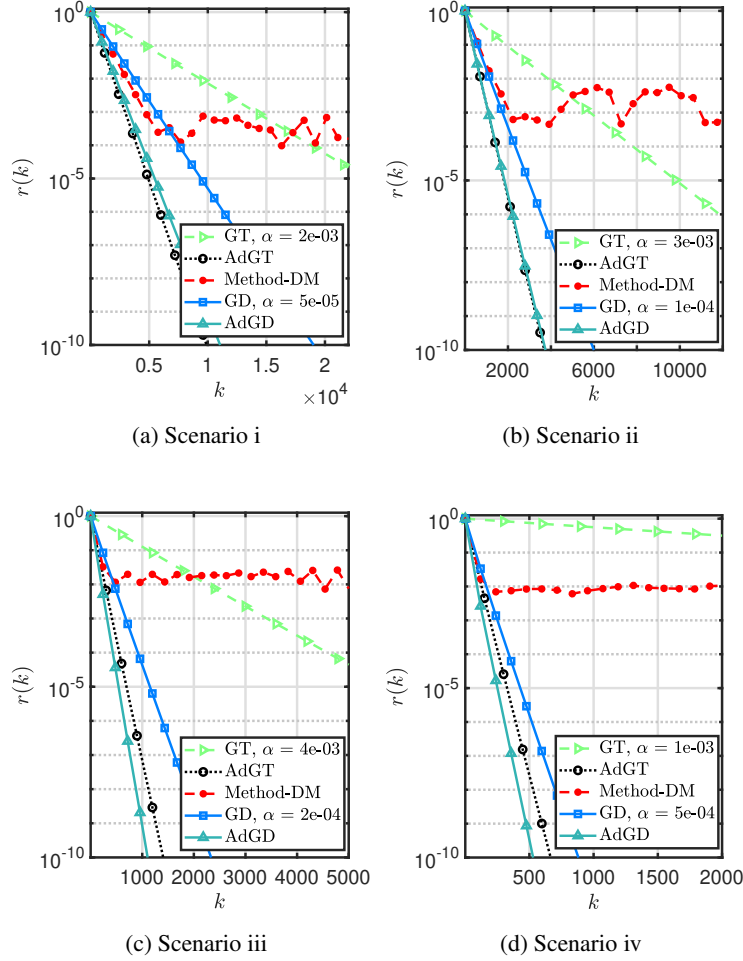 10^0
10^-5
10^-10
r(k)
GT, α = 2e-03
AdGT
Method-DM
GD, α = 5e-05
AdGD
0.5 1 1.5 2
k
×10^4
(a) Scenario i
10^0
10^-5
10^-10
r(k)
GT, α = 3e-03
AdGT
Method-DM
GD, α = 1e-04
AdGD
2000 6000 10000
k
(b) Scenario ii
10^0
10^-5
10^-10
r(k)
GT, α = 4e-03
AdGT
Method-DM
GD, α = 2e-04
AdGD
1000 2000 3000 4000 5000
k
(c) Scenario iii
10^0
10^-5
10^-10
r(k)
GT, α = 1e-03
AdGT
Method-DM
GD, α = 5e-04
AdGD
500 1000 1500 2000
k
(d) Scenario iv